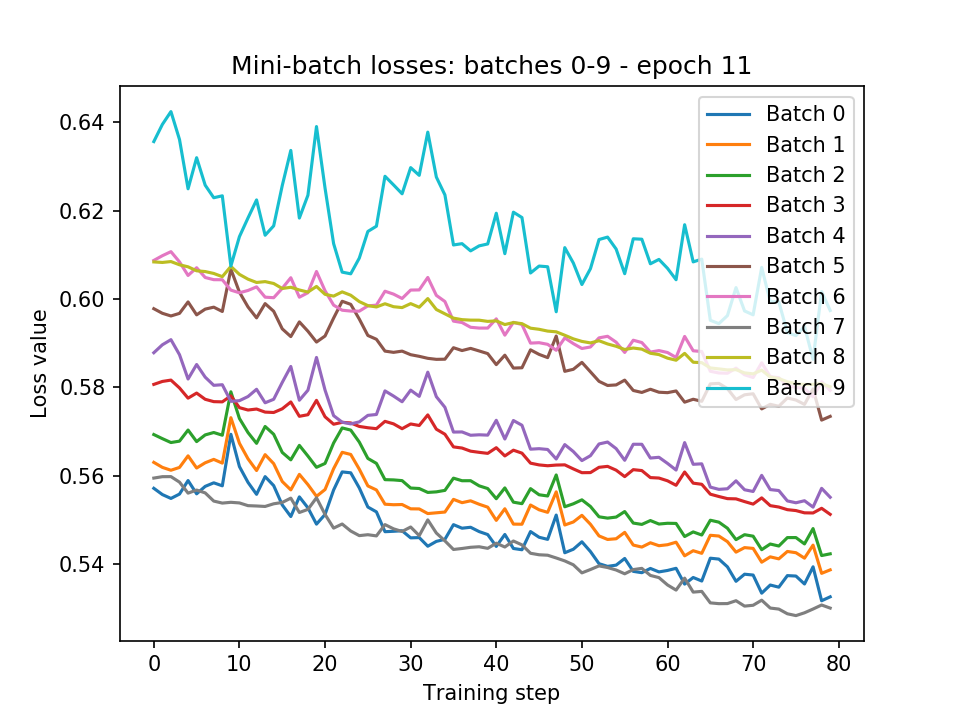 Mini-batch losses: batches 0-9 - epoch 11
Loss value
0.64
0.62
0.60
0.58
0.56
0.54
0 10 20 30 40 50 60 70 80
Training step
Batch 0
Batch 1
Batch 2
Batch 3
Batch 4
Batch 5
Batch 6
Batch 7
Batch 8
Batch 9